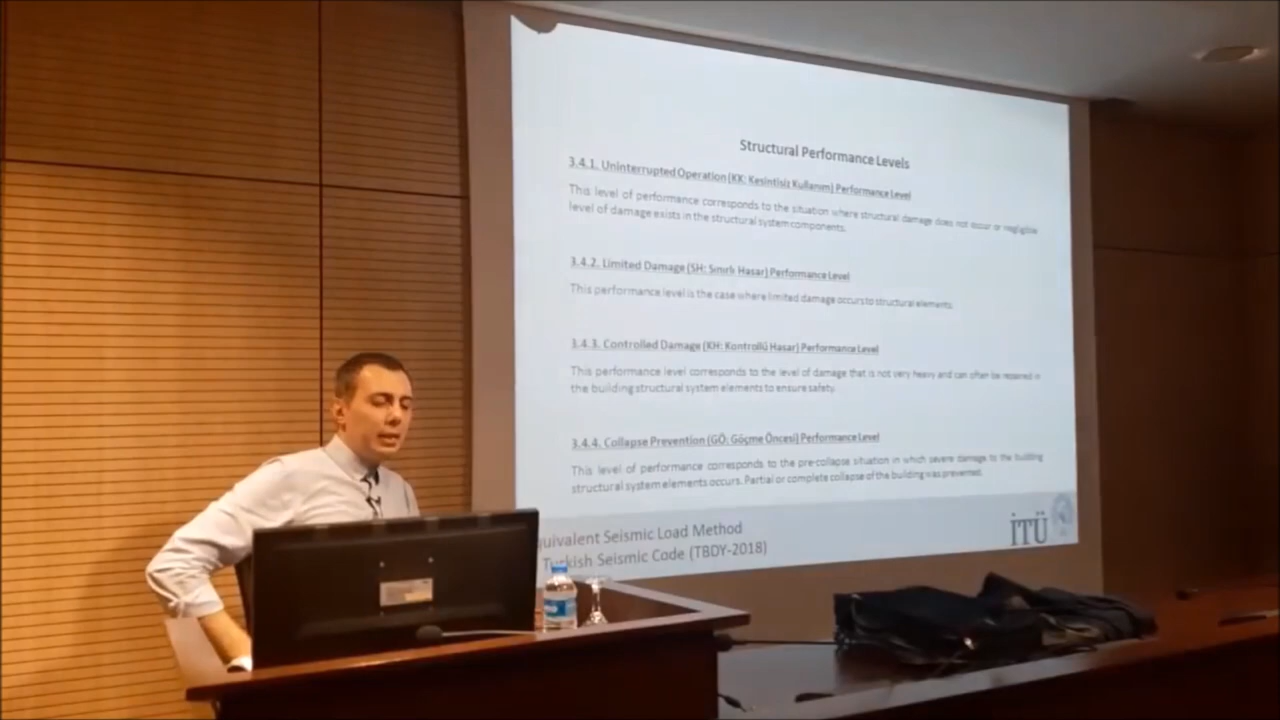 Structural Performance Levels
3.4.1. Uninterrupted Operation (KK: Kesintisiz Kullanım) Performance Level
This level of performance corresponds to the situation where structural damage does not occur or negligible
level of damage exists in the structural system components.
3.4.2. Limited Damage (SH: Sınırlı Hasar) Performance Level
This performance level is the case where limited damage occurs to structural elements.
3.4.3. Controlled Damage (KH: Kontrollü Hasar) Performance Level
This performance level corresponds to the level of damage that is not very heavy and can often be repaired in
the building structural system elements to ensure safety.
3.4.4. Collapse Prevention (GÖ: Göçme Öncesi) Performance Level
This level of performance corresponds to the pre-collapse situation in which severe damage to the building
structural system elements occurs. Partial or complete collapse of the building was prevented.
quivalent Seismic Load Method
Turkish Seismic Code (TBDY-2018)
İTÜ